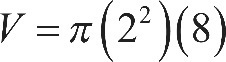 V = π(2²)(8)